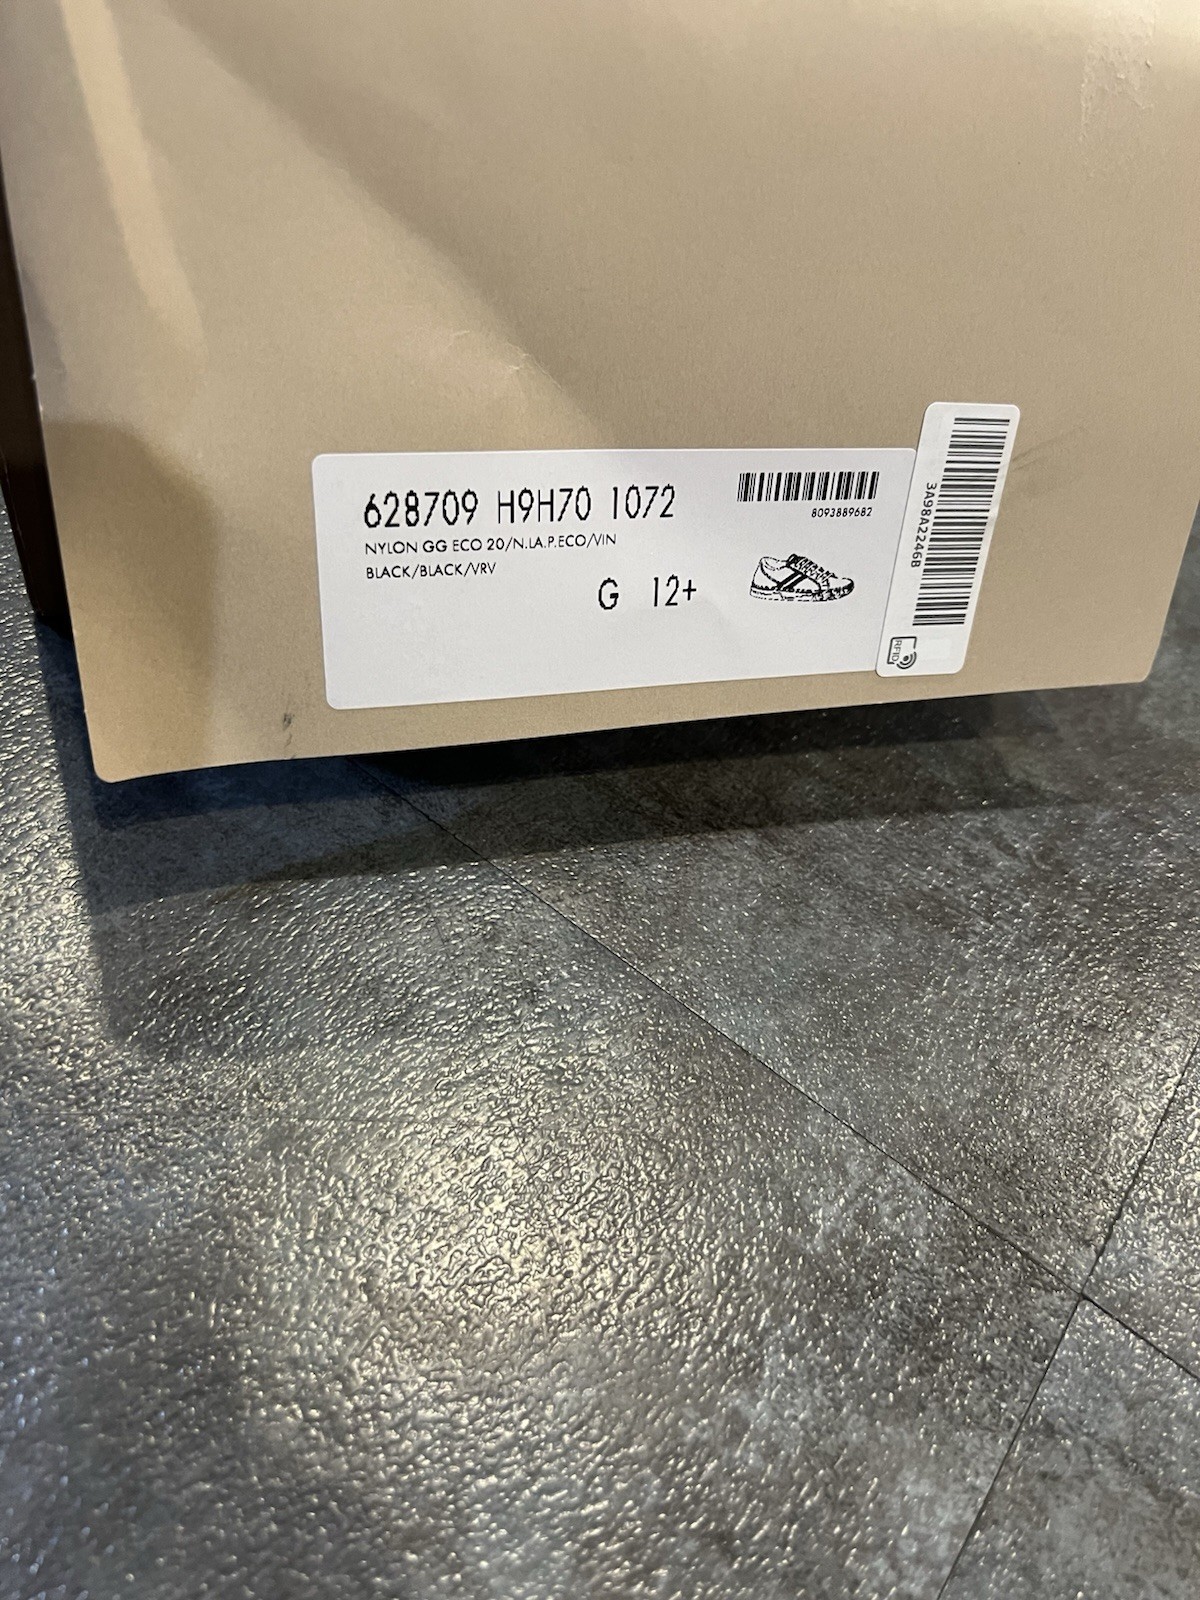 628709 H9H70 1072
NYLON GG ECO 20/N.LA.P.ECO/VIN
BLACK/BLACK/VRV
G 12+
8093889682
3A98A2246B
RFID